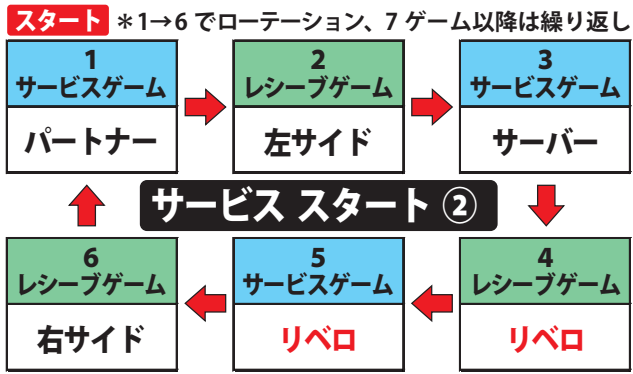 スタート ＊1→6 でローテーション、7 ゲーム以降は繰り返し
1
サービスゲーム
パートナー
2
レシーブゲーム
左サイド
3
サービスゲーム
サーバー
サービス スタート ②
4
レシーブゲーム
リベロ
5
サービスゲーム
リベロ
6
レシーブゲーム
右サイド